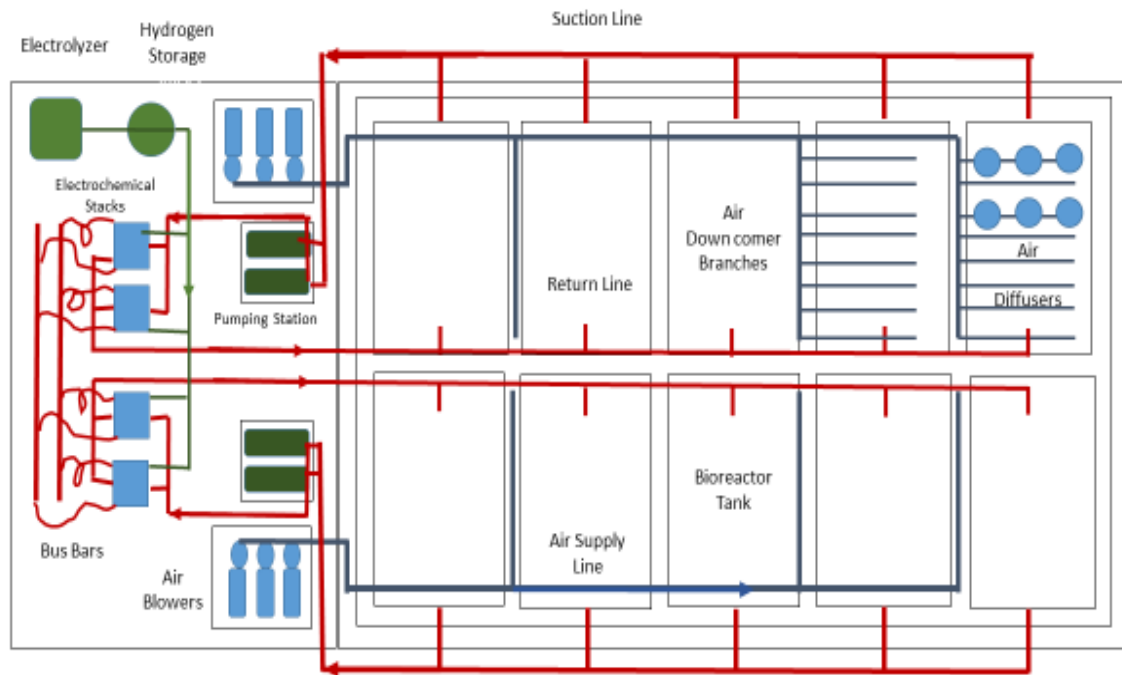 Suction Line
Electrolyzer
Hydrogen
Storage
Electrochemical
Stacks
Pumping Station
Air
Down comer
Branches
Return Line
Air
Diffusers
Bus Bars
Air
Blowers
Air Supply
Line
Bioreactor
Tank